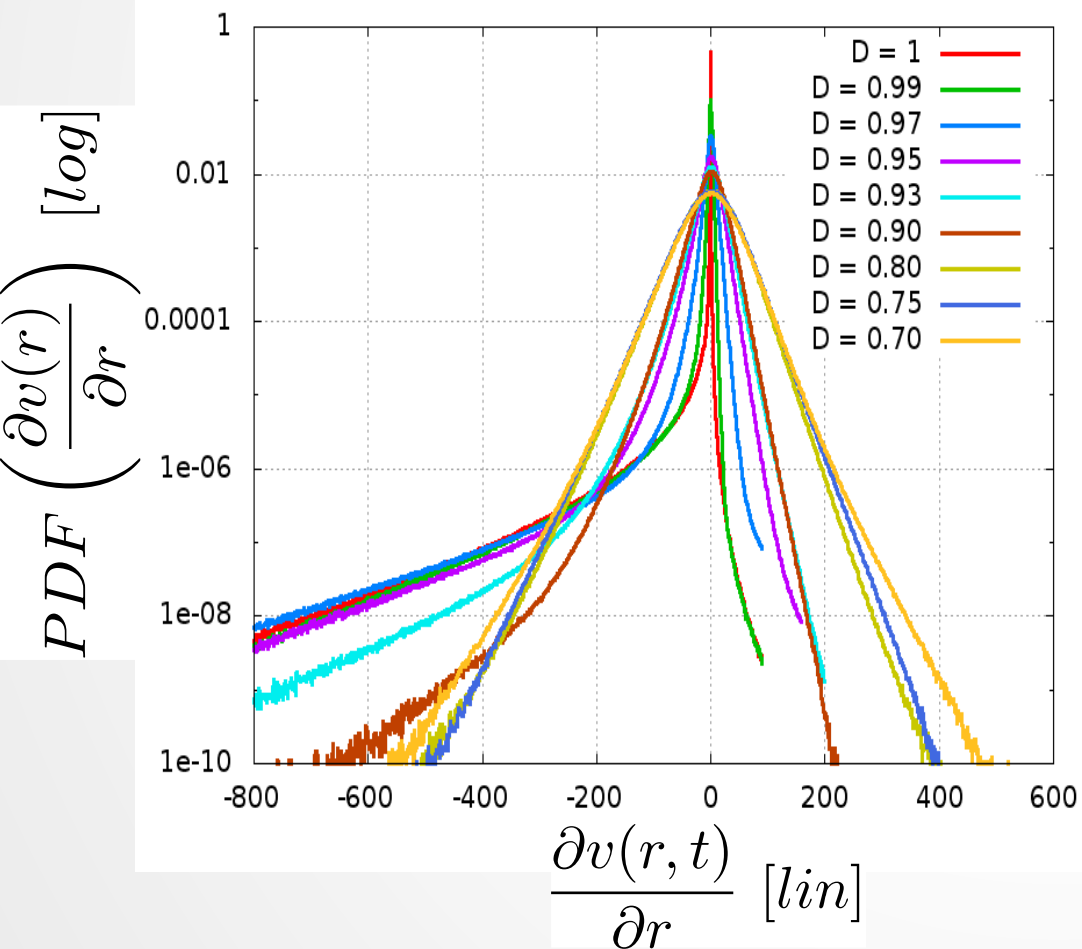 PDF (∂v(r)/∂r) [log]
1
0.01
0.0001
1e-06
1e-08
1e-10
D = 1
D = 0.99
D = 0.97
D = 0.95
D = 0.93
D = 0.90
D = 0.80
D = 0.75
D = 0.70
-800 -600 -400 -200 0 200 400 600
∂v(r, t)/∂r [lin]